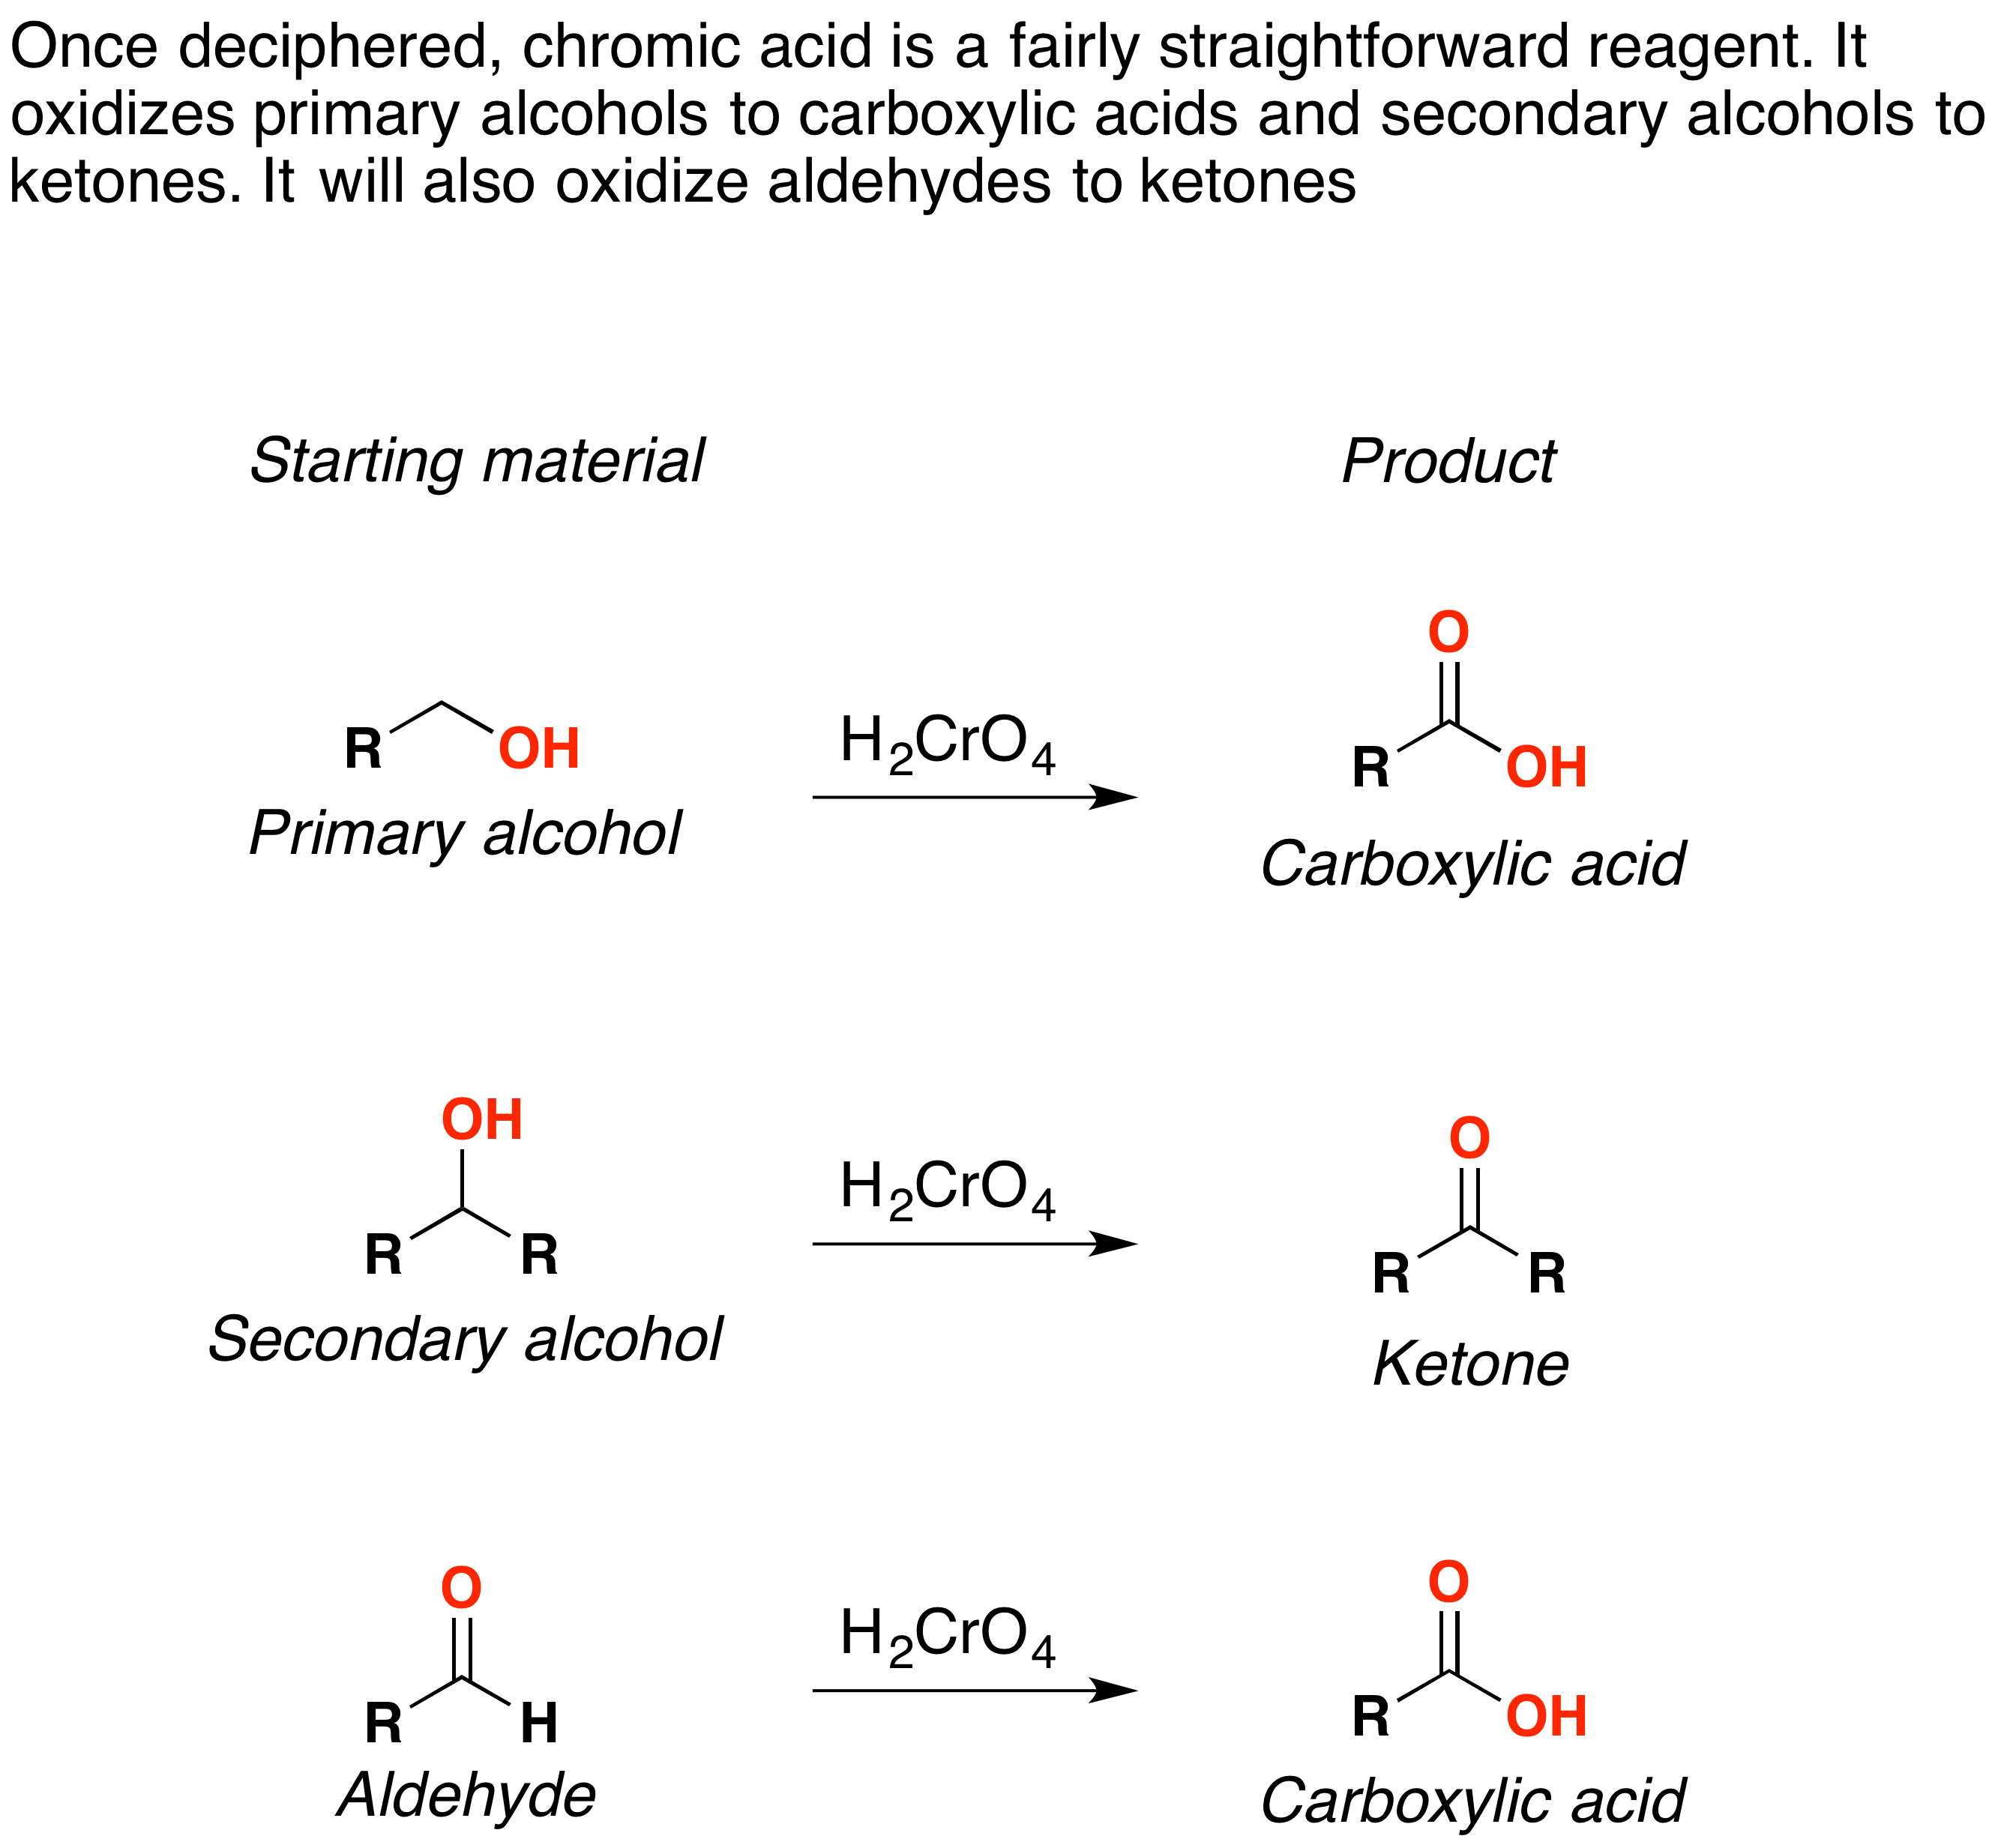 Once deciphered, chromic acid is a fairly straightforward reagent. It
oxidizes primary alcohols to carboxylic acids and secondary alcohols to
ketones. It will also oxidize aldehydes to ketones
Starting material
Product
O
R
OH
H2CrO4
R
OH
Primary alcohol
Carboxylic acid
OH
R
R
H2CrO4
O
R
R
Secondary alcohol
Ketone
O
R
H
H2CrO4
O
R
OH
Aldehyde
Carboxylic acid